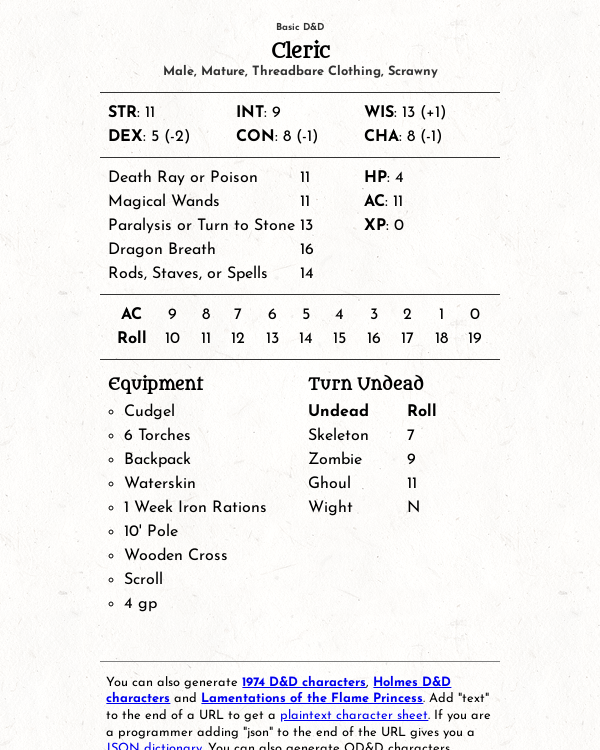 Basic D&D
Cleric
Male, Mature, Threadbare Clothing, Scrawny
STR: 11 INT: 9 WIS: 13 (+1)
DEX: 5 (-2) CON: 8 (-1) CHA: 8 (-1)
Death Ray or Poison 11 HP: 4
Magical Wands 11 AC: 11
Paralysis or Turn to Stone 13 XP: 0
Dragon Breath 16
Rods, Staves, or Spells 14
AC 9 8 7 6 5 4 3 2 1 0
Roll 10 11 12 13 14 15 16 17 18 19
Equipment
Cudgel
6 Torches
Backpack
Waterskin
1 Week Iron Rations
10' Pole
Wooden Cross
Scroll
4 gp
Turn Undead
Undead Roll
Skeleton 7
Zombie 9
Ghoul 11
Wight N
You can also generate 1974 D&D characters, Holmes D&D
characters and Lamentations of the Flame Princess. Add "text"
to the end of a URL to get a plaintext character sheet. If you are
a programmer adding "json" to the end of the URL gives you a
JSON dictionary. You can also generate OD&D characters